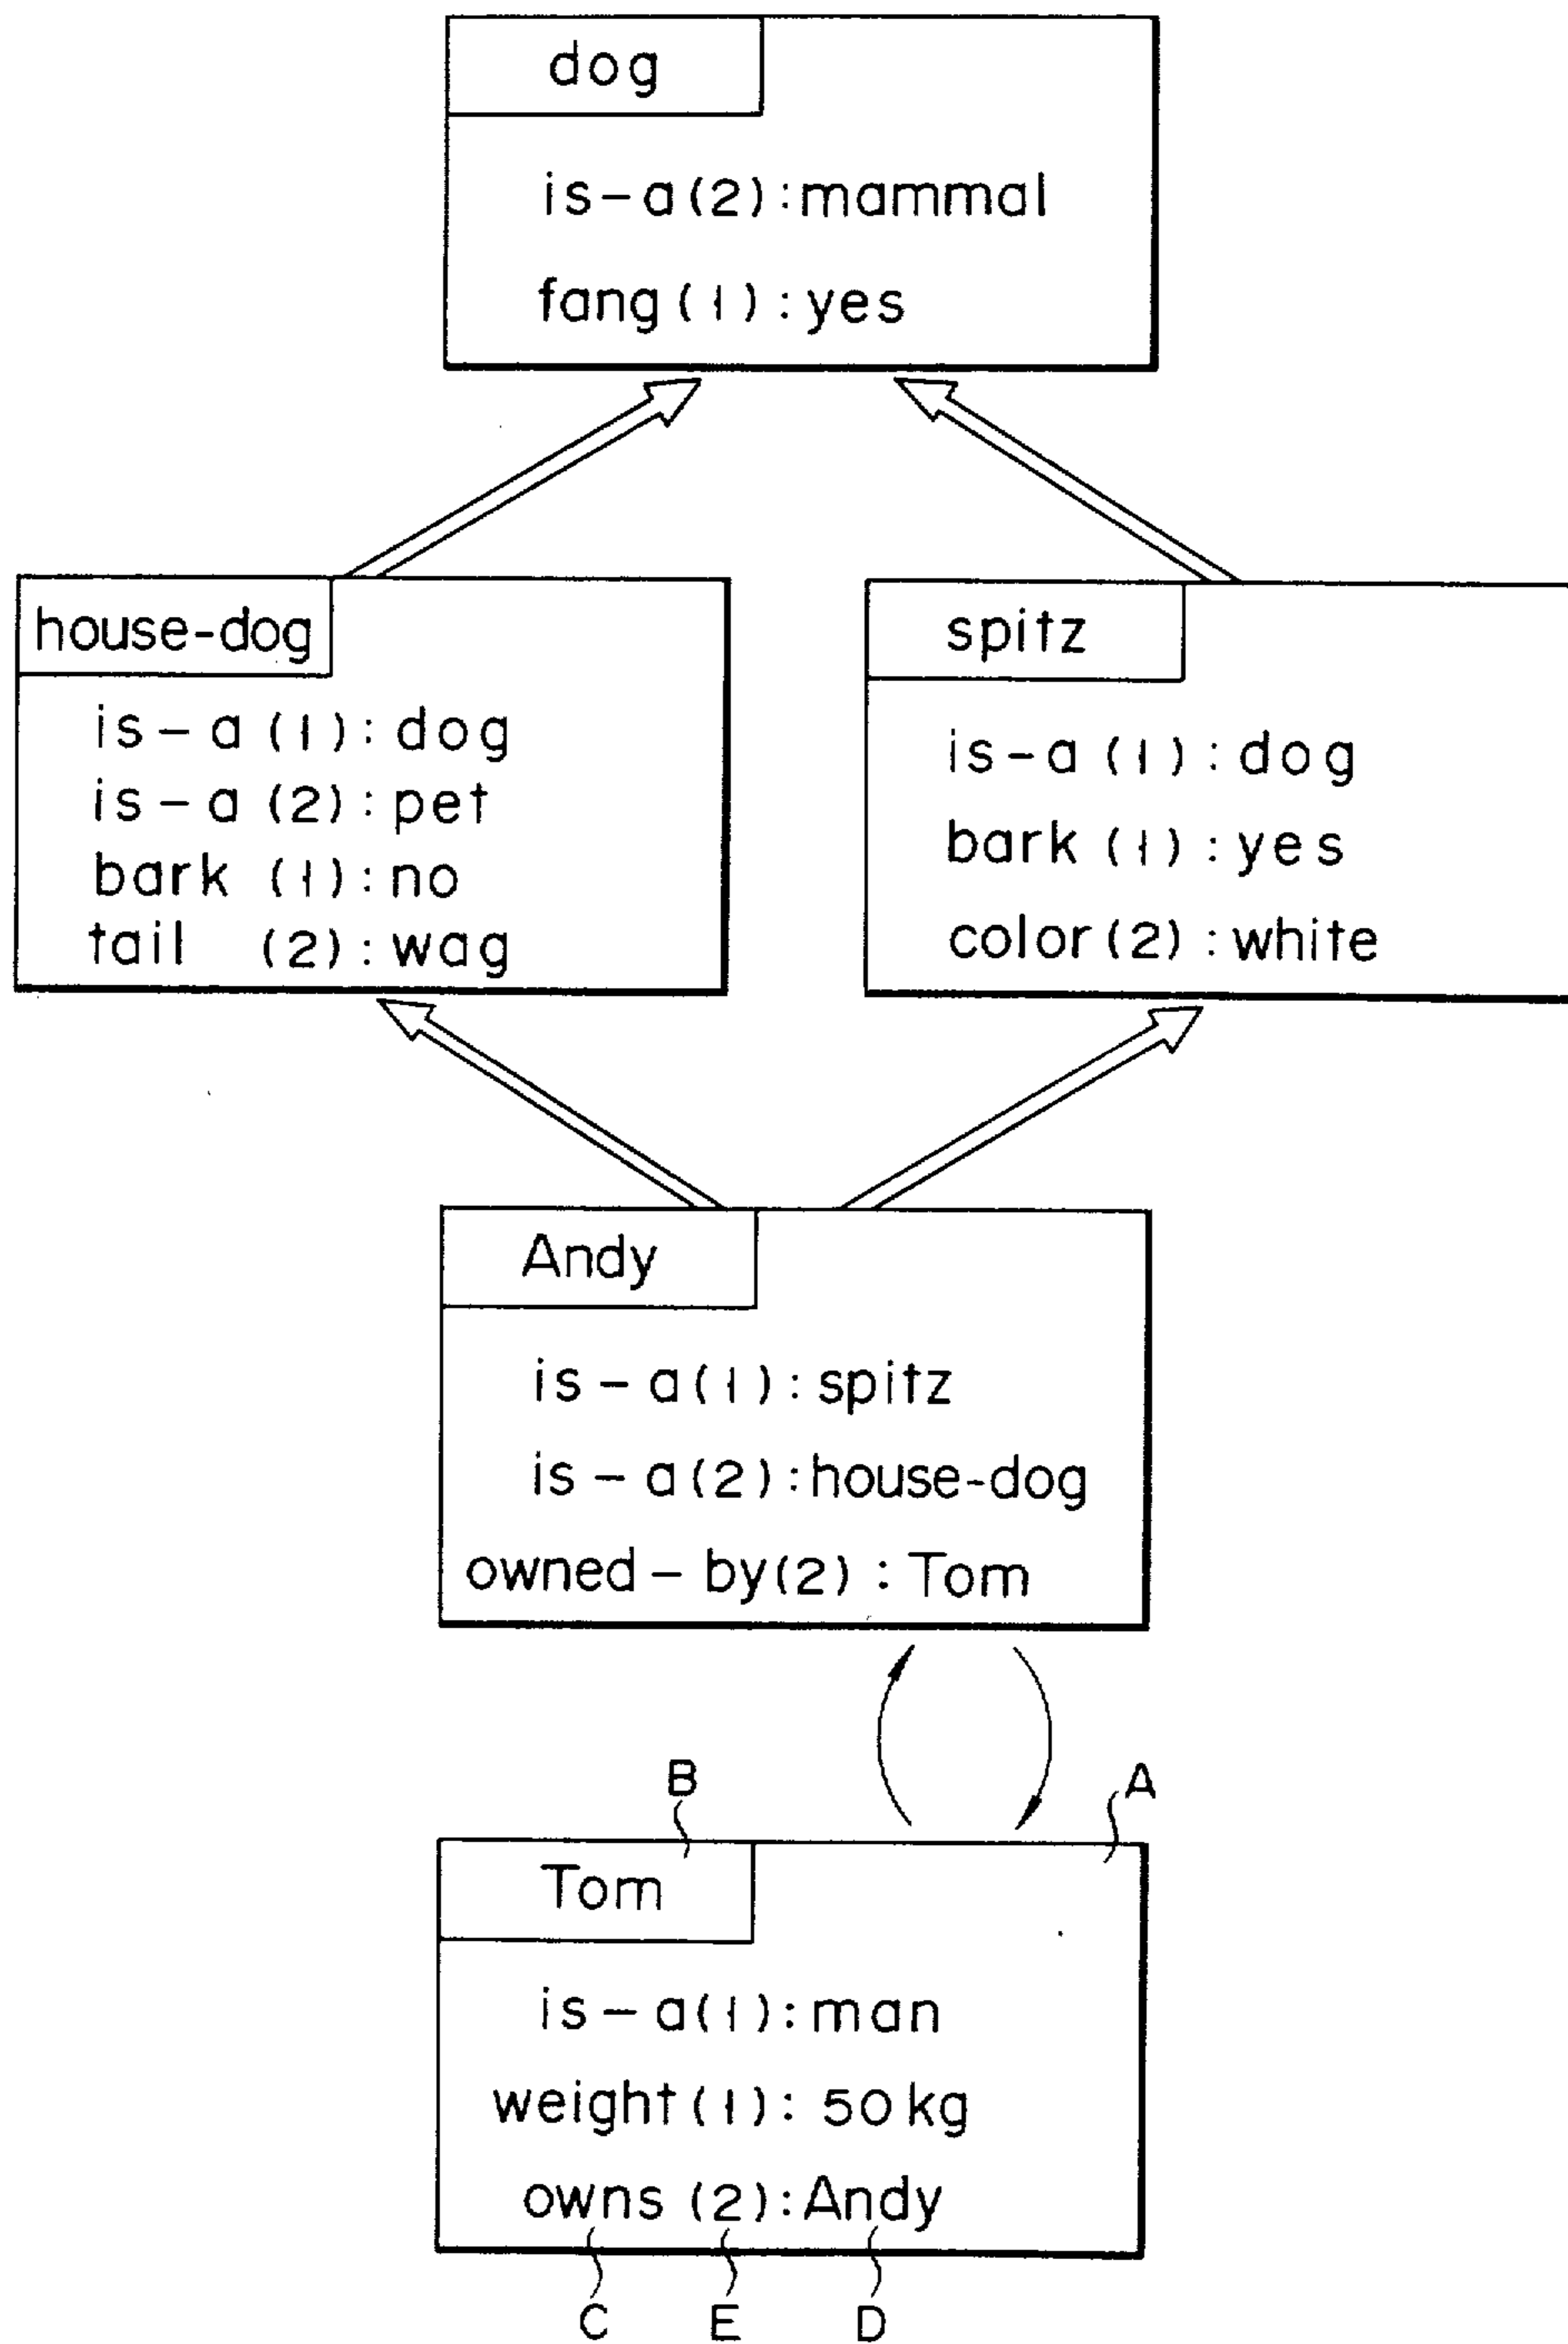 dog
is-a(2):mammal
fang(1):yes
house-dog
is-a(1):dog
is-a(2):pet
bark (1):no
tail (2):wag
spitz
is-a(1):dog
bark(1):yes
color(2):white
Andy
is-a(1):spitz
is-a(2):house-dog
owned-by(2):Tom
B
A
Tom
is-a(1):man
weight(1): 50kg
owns (2):Andy
C E D